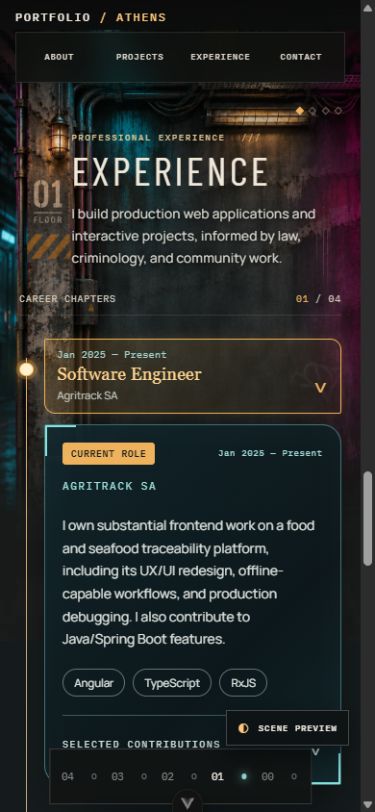 PORTFOLIO / ATHENS
ABOUT PROJECTS EXPERIENCE CONTACT
PROFESSIONAL EXPERIENCE ///
EXPERIENCE
01
FLOOR
I build production web applications and
interactive projects, informed by law,
criminology, and community work.
CAREER CHAPTERS 01 / 04
Jan 2025 — Present
Software Engineer
Agritrack SA
CURRENT ROLE Jan 2025 — Present
AGRITRACK SA
I own substantial frontend work on a food
and seafood traceability platform,
including its UX/UI redesign, offline-
capable workflows, and production
debugging. I also contribute to
Java/Spring Boot features.
Angular TypeScript RxJS
SCENE PREVIEW
SELECTED CONTRIBUTIONS
04 03 02 01 00